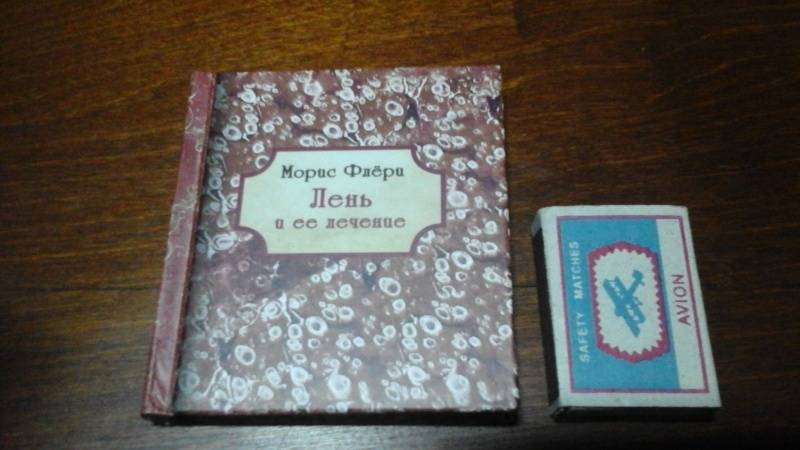 Морис Флёри
Лень
и ее лечение
SAFETY MATCHES
AVION